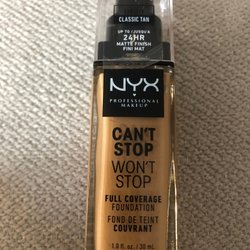 CLASSIC TAN
UP TO / JUSQU'À
24HR
MATTE FINISH
FINI MAT
NYX
PROFESSIONAL
MAKEUP
CAN'T
STOP
WON'T
STOP
FULL COVERAGE
FOUNDATION
FOND DE TEINT
COUVRANT
1.0 fl. oz. / 30 mL